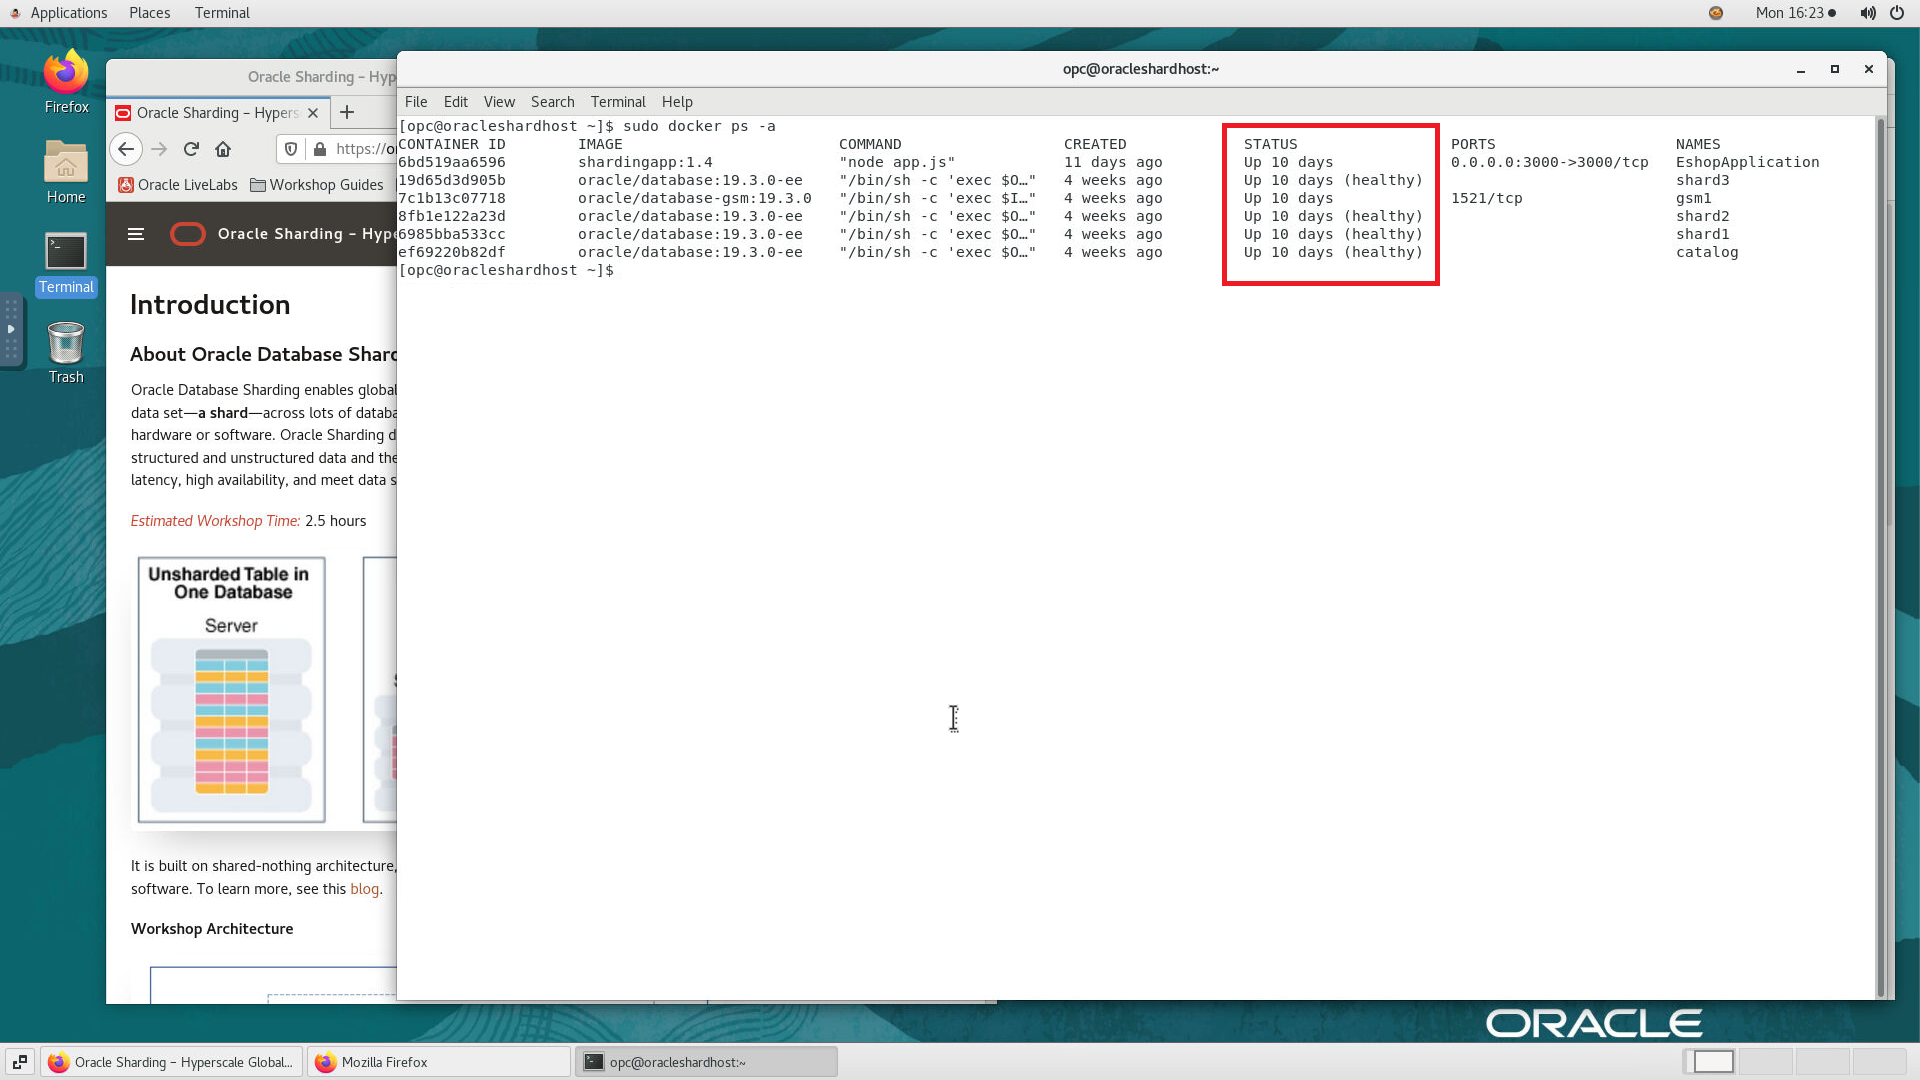 Applications Places Terminal Mon 16:23
Firefox
Home
Terminal
Trash
Oracle Sharding – Hyp
Oracle Sharding – Hypers
https://o
Oracle LiveLabs Workshop Guides
Oracle Sharding - Hype
Introduction
About Oracle Database Shard
Oracle Database Sharding enables global
data set—a shard—across lots of databa
hardware or software. Oracle Sharding d
structured and unstructured data and the
latency, high availability, and meet data s
Estimated Workshop Time: 2.5 hours
Unsharded Table in
One Database
Server
It is built on shared-nothing architecture,
software. To learn more, see this blog.
Workshop Architecture
opc@oracleshardhost:~
File Edit View Search Terminal Help
[opc@oracleshardhost ~]$ sudo docker ps -a
CONTAINER ID IMAGE COMMAND CREATED STATUS PORTS NAMES
6bd519aa6596 shardingapp:1.4 "node app.js" 11 days ago Up 10 days 0.0.0.0:3000->3000/tcp EshopApplication
19d65d3d905b oracle/database:19.3.0-ee "/bin/sh -c 'exec $O…" 4 weeks ago Up 10 days (healthy) shard3
7c1b13c07718 oracle/database-gsm:19.3.0 "/bin/sh -c 'exec $I…" 4 weeks ago Up 10 days 1521/tcp gsm1
8fb1e122a23d oracle/database:19.3.0-ee "/bin/sh -c 'exec $O…" 4 weeks ago Up 10 days (healthy) shard2
6985bba533cc oracle/database:19.3.0-ee "/bin/sh -c 'exec $O…" 4 weeks ago Up 10 days (healthy) shard1
ef69220b82df oracle/database:19.3.0-ee "/bin/sh -c 'exec $O…" 4 weeks ago Up 10 days (healthy) catalog
[opc@oracleshardhost ~]$
ORACLE
Oracle Sharding – Hyperscale Global… Mozilla Firefox opc@oracleshardhost:~